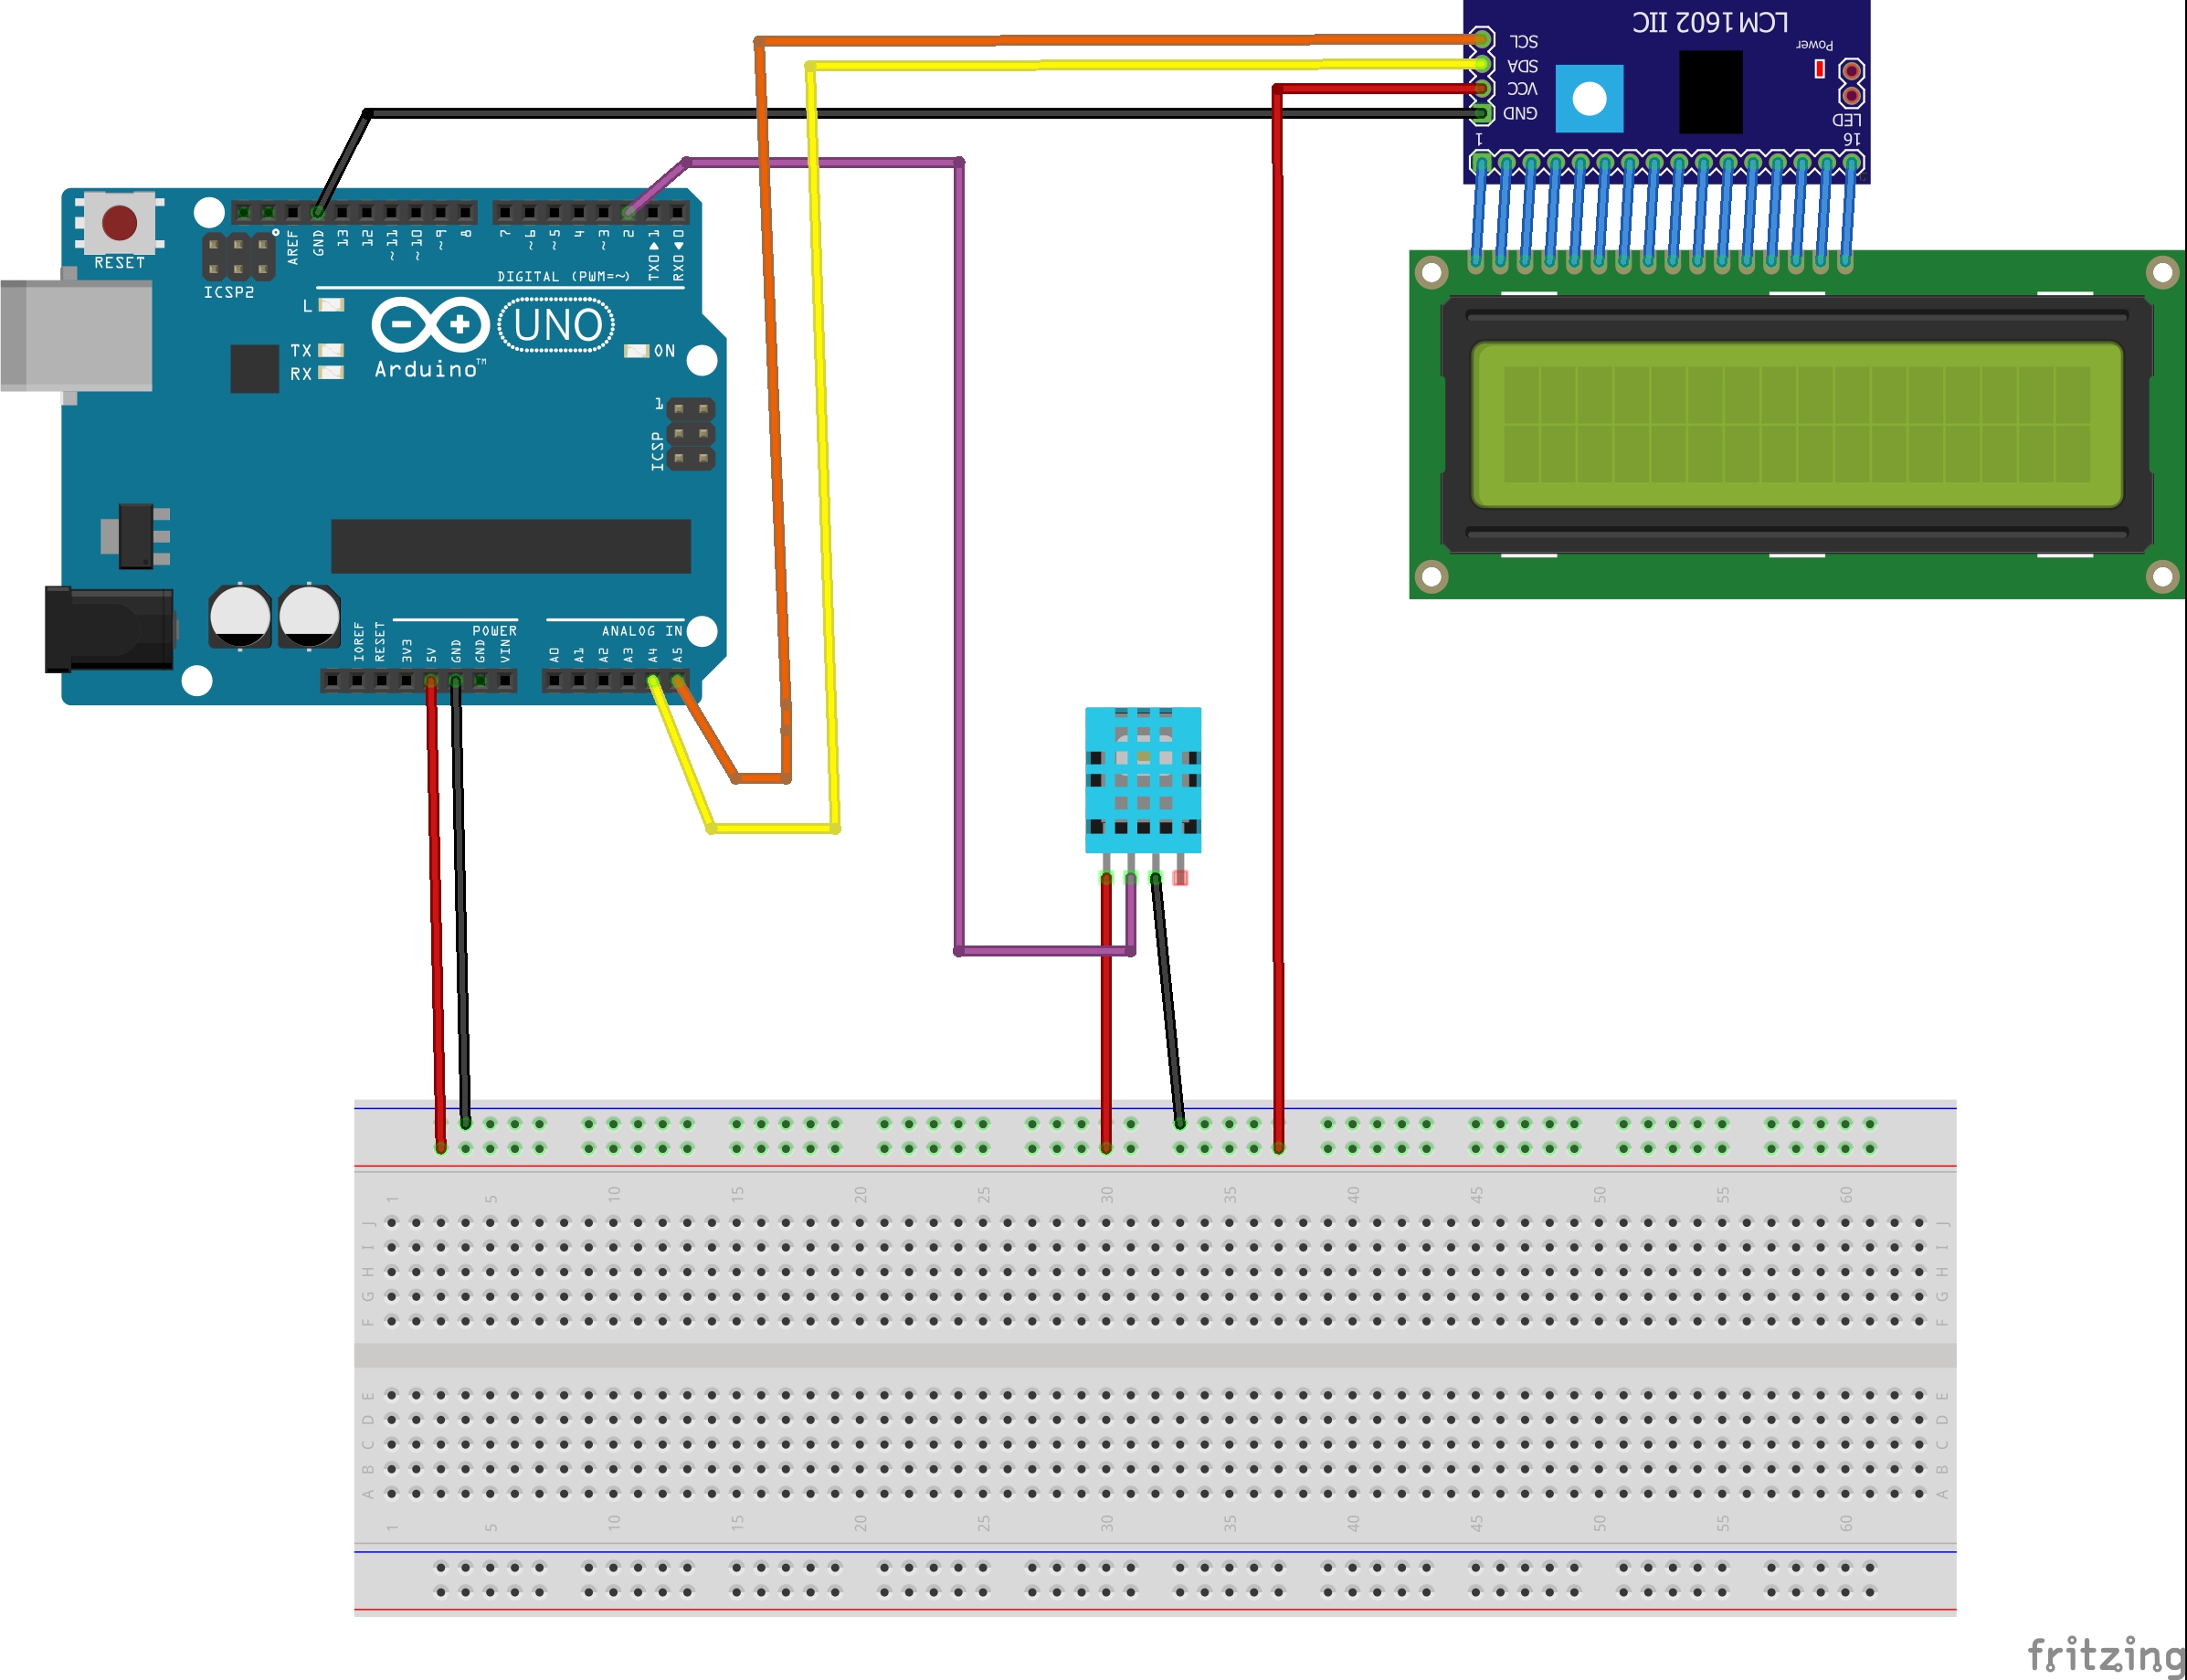 LCM1602 IIC
SCL
SDA
VCC
GND
Power
LED
1
16
RESET
ICSP2
AREF
GND
13
12
~11
~10
~9
8
7
~6
~5
4
~3
2
TX0▶1
RX0◀0
DIGITAL (PWM=~)
L
TX
RX
UNO
ON
Arduino™
1
ICSP
POWER
ANALOG IN
IOREF
RESET
3V3
5V
GND
GND
VIN
A0
A1
A2
A3
A4
A5
1 5 10 15 20 25 30 35 40 45 50 55 60
J J
I I
H H
G G
F F
E E
D D
C C
B B
A A
1 5 10 15 20 25 30 35 40 45 50 55 60
fritzing